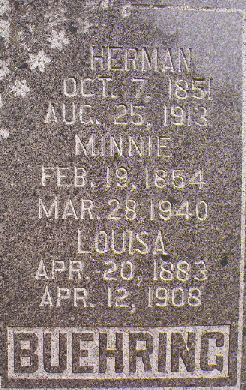 HERMAN
OCT. 7, 1851
AUG. 25, 1913
MINNIE
FEB. 19, 1864
MAR. 28, 1940
LOUISA
APR. 20, 1883
APR. 12, 1908
BUEHRING